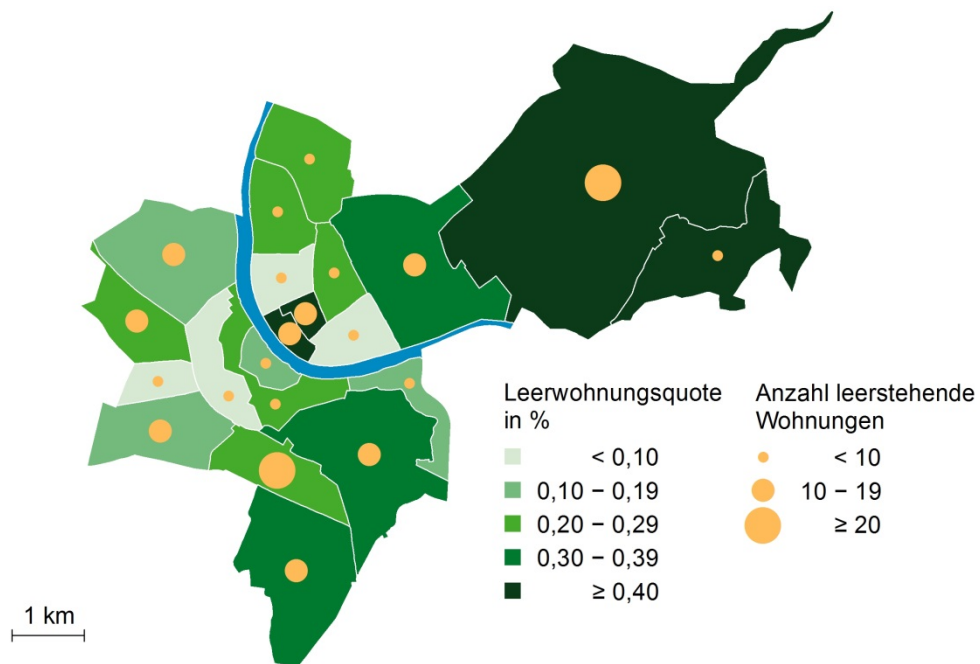 Leerwohnungsquote
in %
< 0,10
0,10 − 0,19
0,20 − 0,29
0,30 − 0,39
≥ 0,40
Anzahl leerstehende
Wohnungen
< 10
10 − 19
≥ 20
1 km